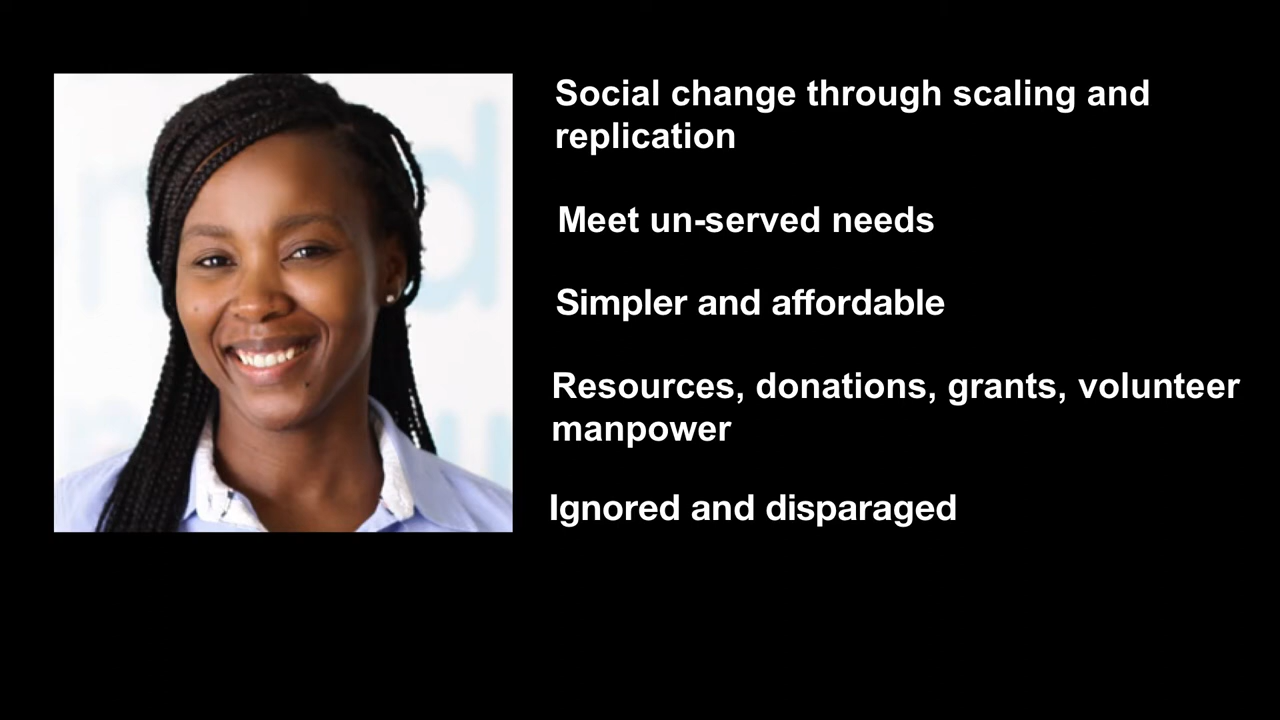 Social change through scaling and
replication
Meet un-served needs
Simpler and affordable
Resources, donations, grants, volunteer
manpower
Ignored and disparaged